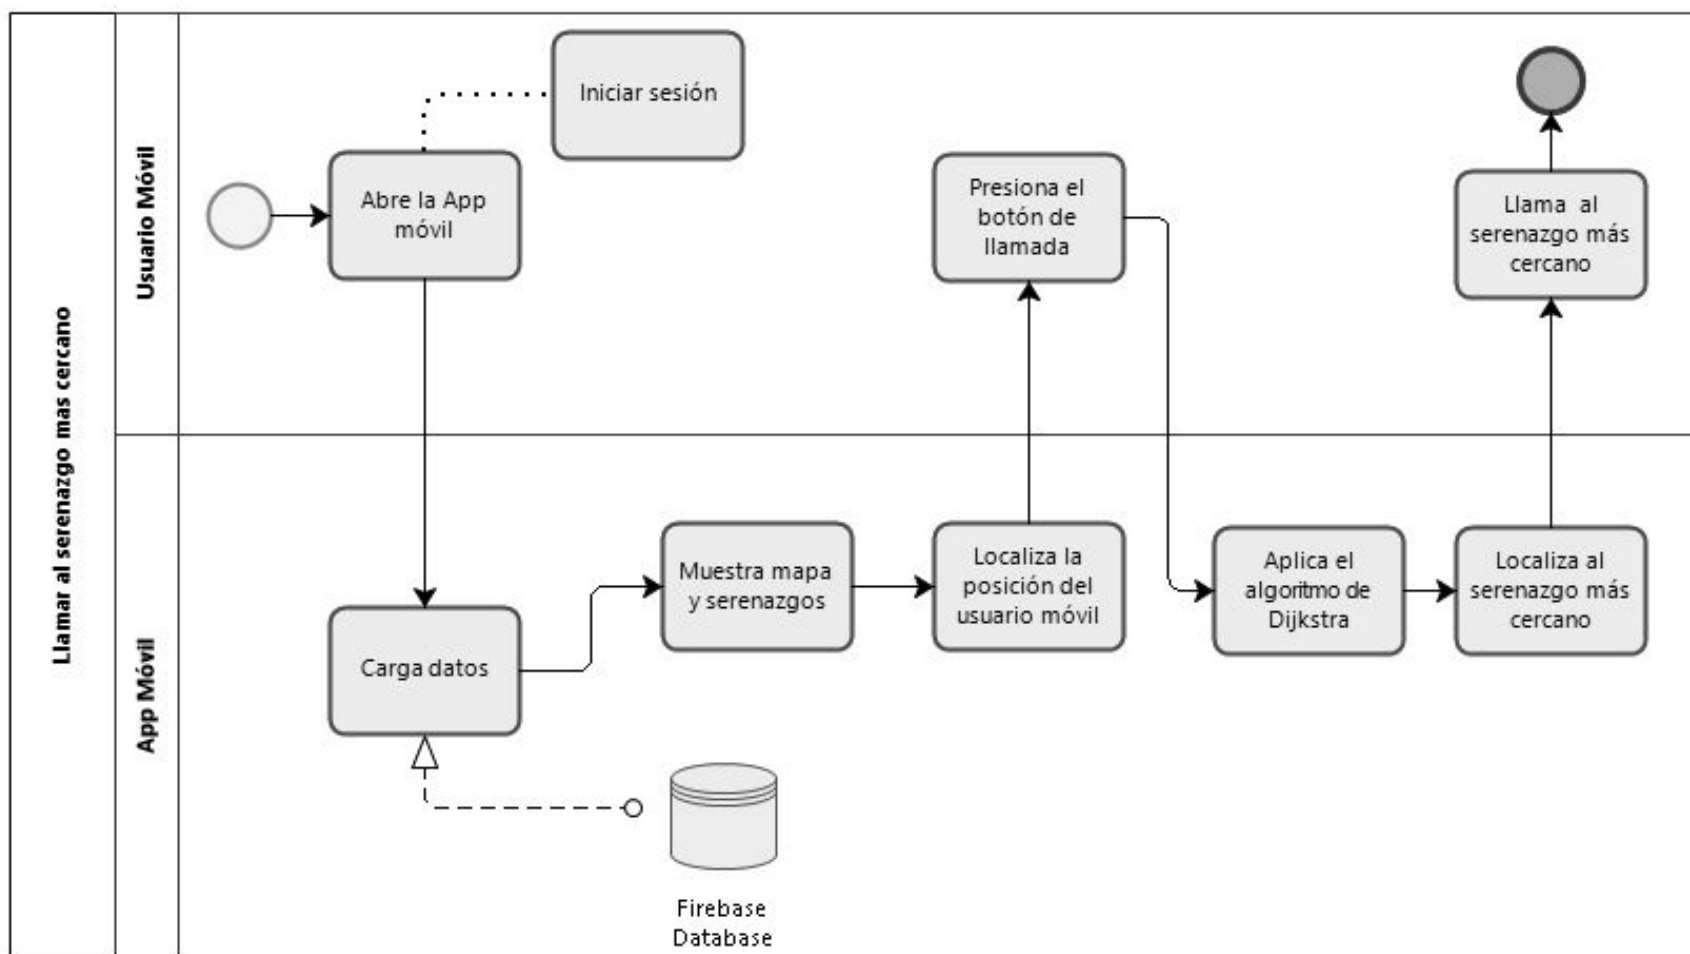 Llamar al serenazgo mas cercano
Usuario Móvil
Iniciar sesión
Abre la App
móvil
Presiona el
botón de
llamada
Llama al
serenazgo más
cercano
App Móvil
Carga datos
Muestra mapa
y serenazgos
Localiza la
posición del
usuario móvil
Aplica el
algoritmo de
Dijkstra
Localiza al
serenazgo más
cercano
Firebase
Database